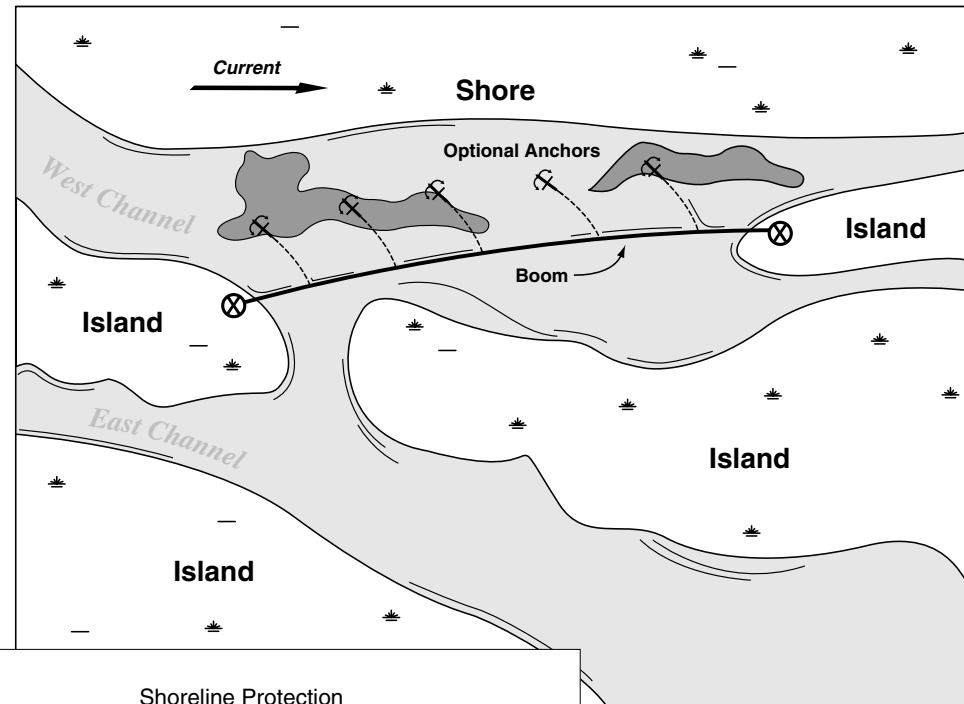 Current
Shore
Optional Anchors
West Channel
Island
Boom
Island
East Channel
Island
Island
Shoreline Protection